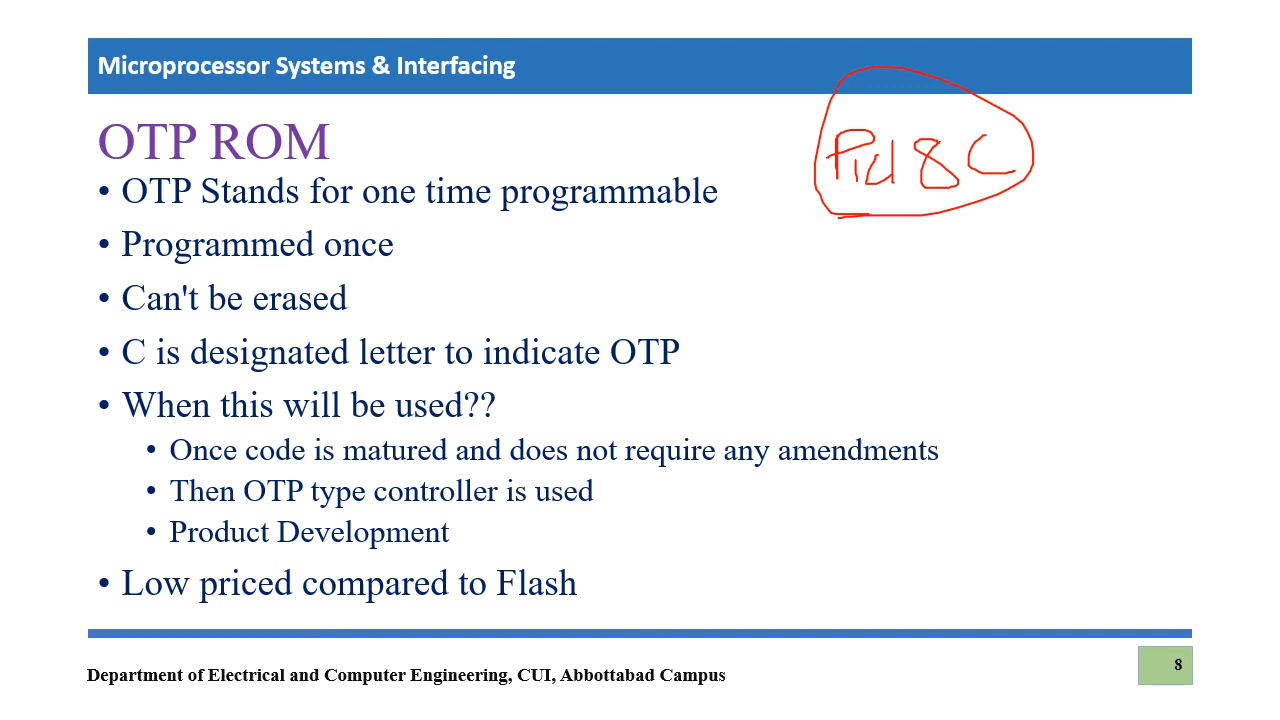 Microprocessor Systems & Interfacing
OTP ROM
Pic18C
• OTP Stands for one time programmable
• Programmed once
• Can't be erased
• C is designated letter to indicate OTP
• When this will be used??
• Once code is matured and does not require any amendments
• Then OTP type controller is used
• Product Development
• Low priced compared to Flash
Department of Electrical and Computer Engineering, CUI, Abbottabad Campus
8